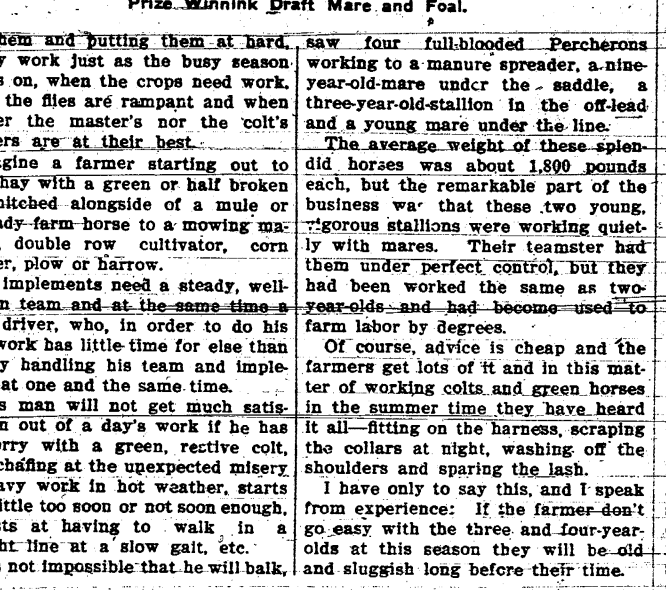 Prize Winnink Draft Mare and Foal.
hem and putting them at hard,
y work just as the busy season
s on, when the crops need work,
the flies are rampant and when
er the master's nor the colt's
ers are at their best.
gine a farmer starting out to
hay with a green or half broken
hitched alongside of a mule or
ady farm horse to a mowing ma-
, double row cultivator, corn
er, plow or harrow.
implements need a steady, well-
n team and at the same time a
driver, who, in order to do his
work has little time for else than
y handling his team and imple-
at one and the same time.
s man will not get much satis-
n out of a day's work if he has
rry with a green, restive colt,
chafing at the unexpected misery
avy work in hot weather, starts
ittle too soon or not soon enough,
sts at having to walk in a
ht line at a slow gait, etc.
s not impossible that he will balk,
saw four full-blooded Percherons
working to a manure spreader, a nine-
year-old-mare under the saddle, a
three-year-old-stallion in the off-lead
and a young mare under the line.
The average weight of these splen-
did horses was about 1,800 pounds
each, but the remarkable part of the
business was that these two young,
vigorous stallions were working quiet-
ly with mares. Their teamster had
them under perfect control, but they
had been worked the same as two-
year-olds and had become used to
farm labor by degrees.
Of course, advice is cheap and the
farmers get lots of it and in this mat-
ter of working colts and green horses
in the summer time they have heard
it all—fitting on the harness, scraping
the collars at night, washing off the
shoulders and sparing the lash.
I have only to say this, and I speak
from experience: If the farmer don't
go easy with the three and four-year-
olds at this season they will be old
and sluggish long before their time.